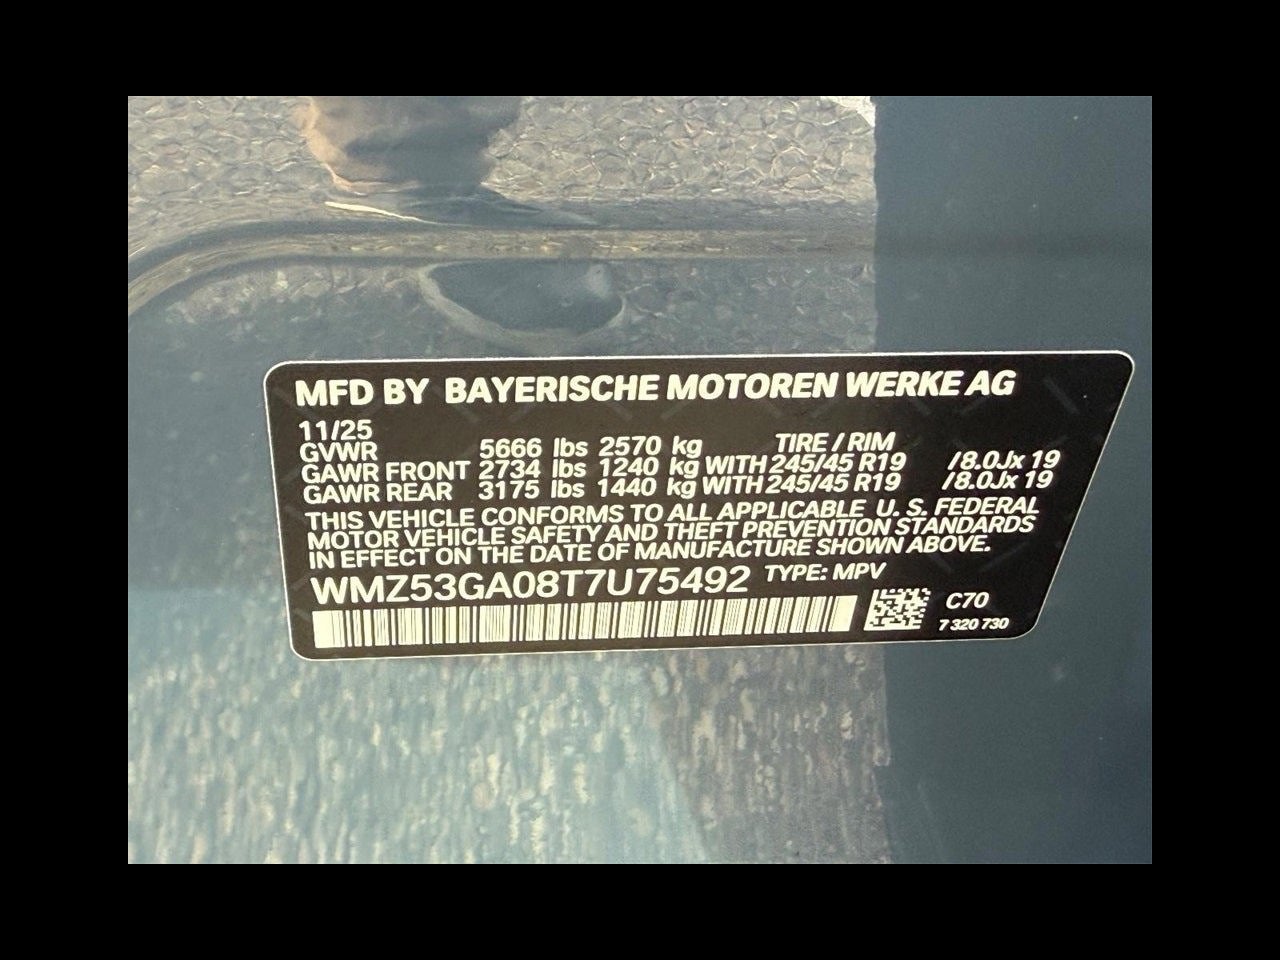 MFD BY BAYERISCHE MOTOREN WERKE AG
11/25
GVWR 5666 lbs 2570 kg TIRE / RIM
GAWR FRONT 2734 lbs 1240 kg WITH 245/45 R19 /8.0Jx 19
GAWR REAR 3175 lbs 1440 kg WITH 245/45 R19 /8.0Jx 19
THIS VEHICLE CONFORMS TO ALL APPLICABLE U. S. FEDERAL
MOTOR VEHICLE SAFETY AND THEFT PREVENTION STANDARDS
IN EFFECT ON THE DATE OF MANUFACTURE SHOWN ABOVE.
WMZ53GA08T7U75492 TYPE: MPV
C70
7 320 730